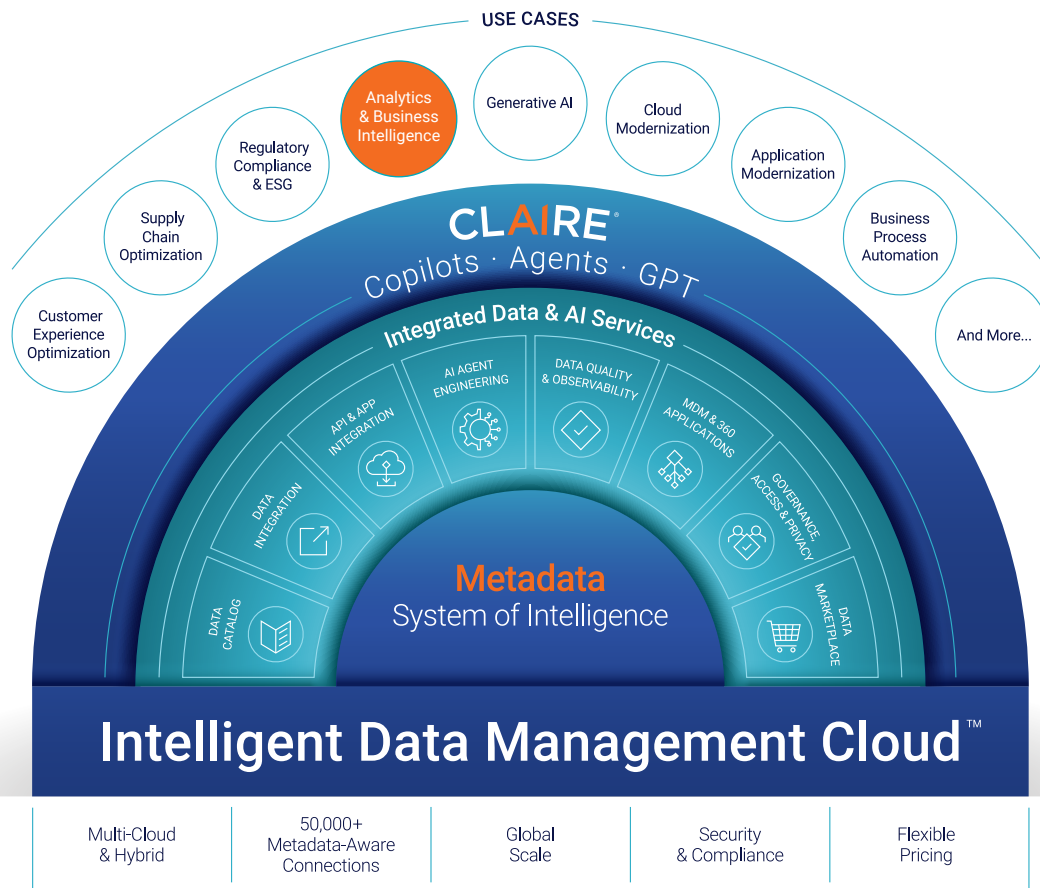 USE CASES
Customer
Experience
Optimization
Supply
Chain
Optimization
Regulatory
Compliance
& ESG
Analytics
& Business
Intelligence
Generative AI
Cloud
Modernization
Application
Modernization
Business
Process
Automation
And More...
CLAIRE®
Copilots · Agents · GPT
Integrated Data & AI Services
DATA
CATALOG
DATA
INTEGRATION
API & APP
INTEGRATION
AI AGENT
ENGINEERING
DATA QUALITY
& OBSERVABILITY
MDM & 360
APPLICATIONS
GOVERNANCE,
ACCESS & PRIVACY
DATA
MARKETPLACE
Metadata
System of Intelligence
Intelligent Data Management Cloud™
Multi-Cloud
& Hybrid
50,000+
Metadata-Aware
Connections
Global
Scale
Security
& Compliance
Flexible
Pricing